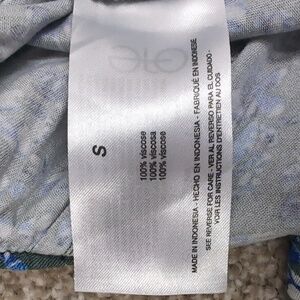 S
100% viscose
100% viscosa
100% viscose
MADE IN INDONESIA - HECHO EN INDONESIA - FABRIQUÉ EN INDONÉSIE
SEE REVERSE FOR CARE / VER AL REVERSO PARA EL CUIDADO -
VOIR LES INSTRUCTIONS D'ENTRETIEN AU DOS